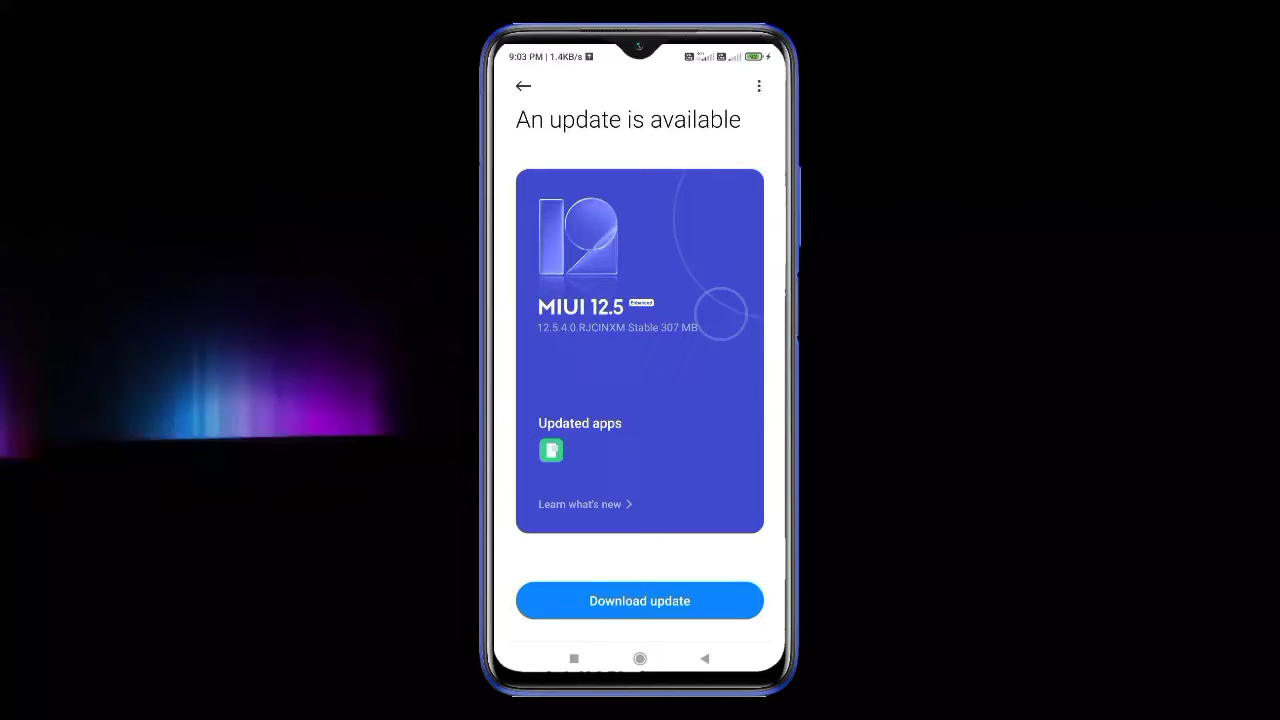 9:03 PM | 1.4KB/s
An update is available
12
MIUI 12.5 Enhanced
12.5.4.0.RJCINXM Stable 307 MB
Updated apps
Learn what's new
Download update